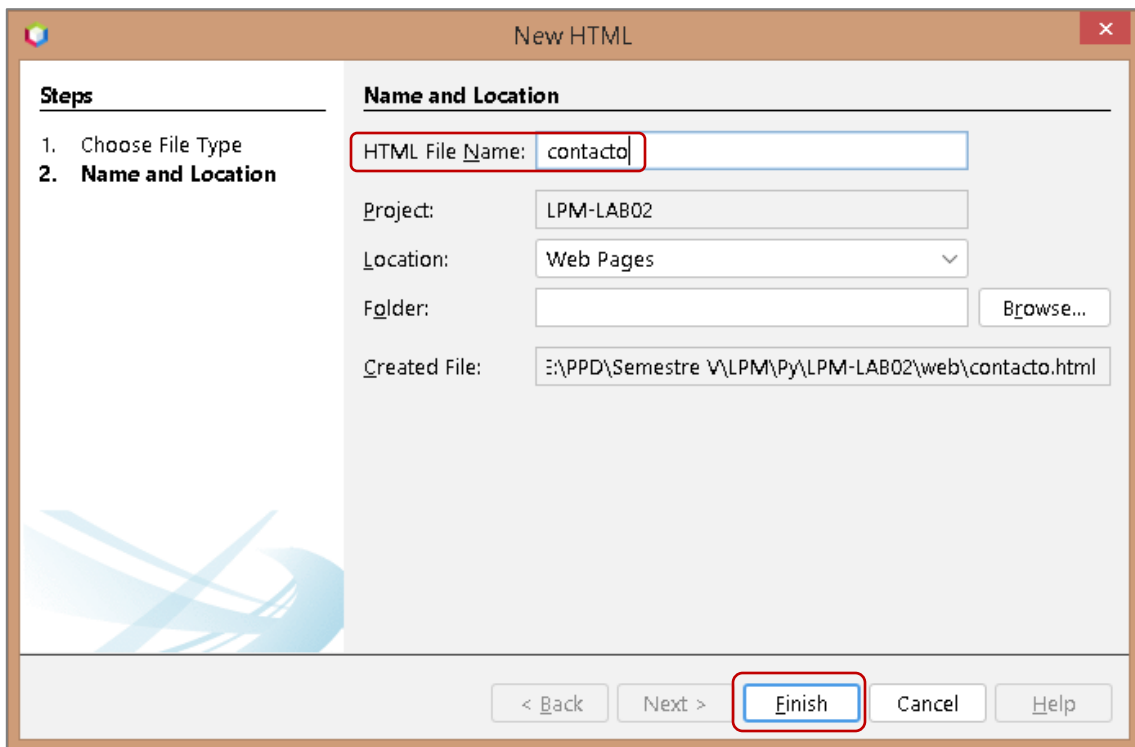 New HTML
Steps
1. Choose File Type
2. Name and Location
Name and Location
HTML File Name: contacto
Project: LPM-LAB02
Location: Web Pages
Folder: Browse...
Created File: E:\PPD\Semestre V\LPM\Py\LPM-LAB02\web\contacto.html
< Back Next > Finish Cancel Help